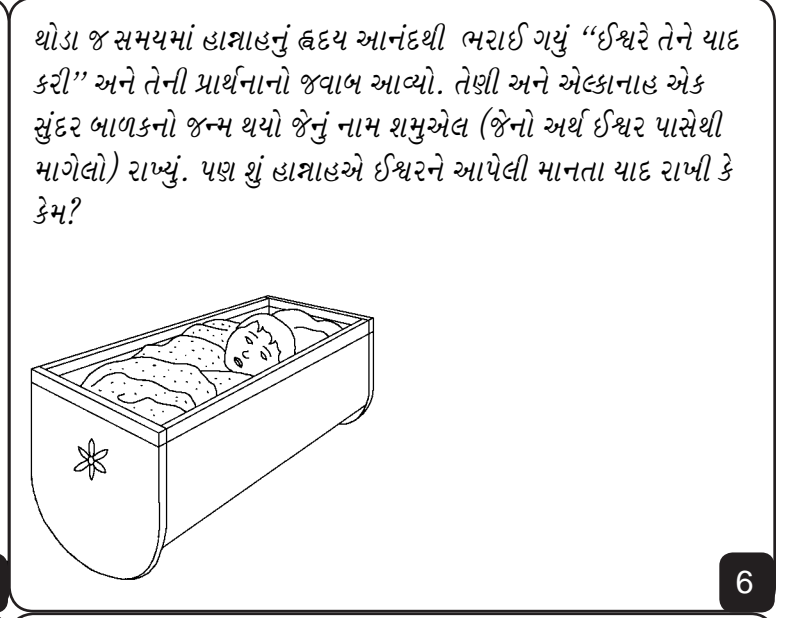 થોડા જ સમયમાં હાન્નાહનું હૃદય આનંદથી ભરાઈ ગયું “ઈશ્વરે તેને યાદ
કરી” અને તેની પ્રાર્થનાનો જવાબ આવ્યો. તેણી અને એલ્કાનાહ એક
સુંદર બાળકનો જન્મ થયો જેનું નામ શમુએલ (જેનો અર્થ ઈશ્વર પાસેથી
માગેલો) રાખ્યું. પણ શું હાન્નાહએ ઈશ્વરને આપેલી માનતા યાદ રાખી કે
કેમ?
6